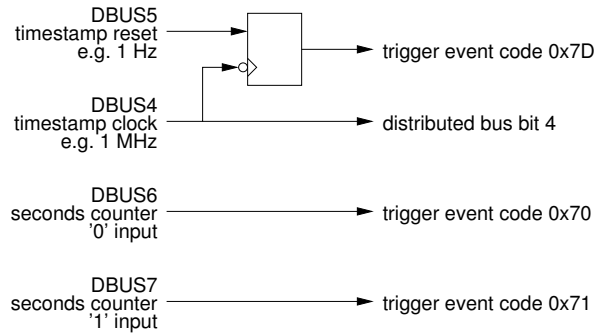 DBUS5
timestamp reset
e.g. 1 Hz
trigger event code 0x7D
DBUS4
timestamp clock
e.g. 1 MHz
distributed bus bit 4
DBUS6
seconds counter
'0' input
trigger event code 0x70
DBUS7
seconds counter
'1' input
trigger event code 0x71